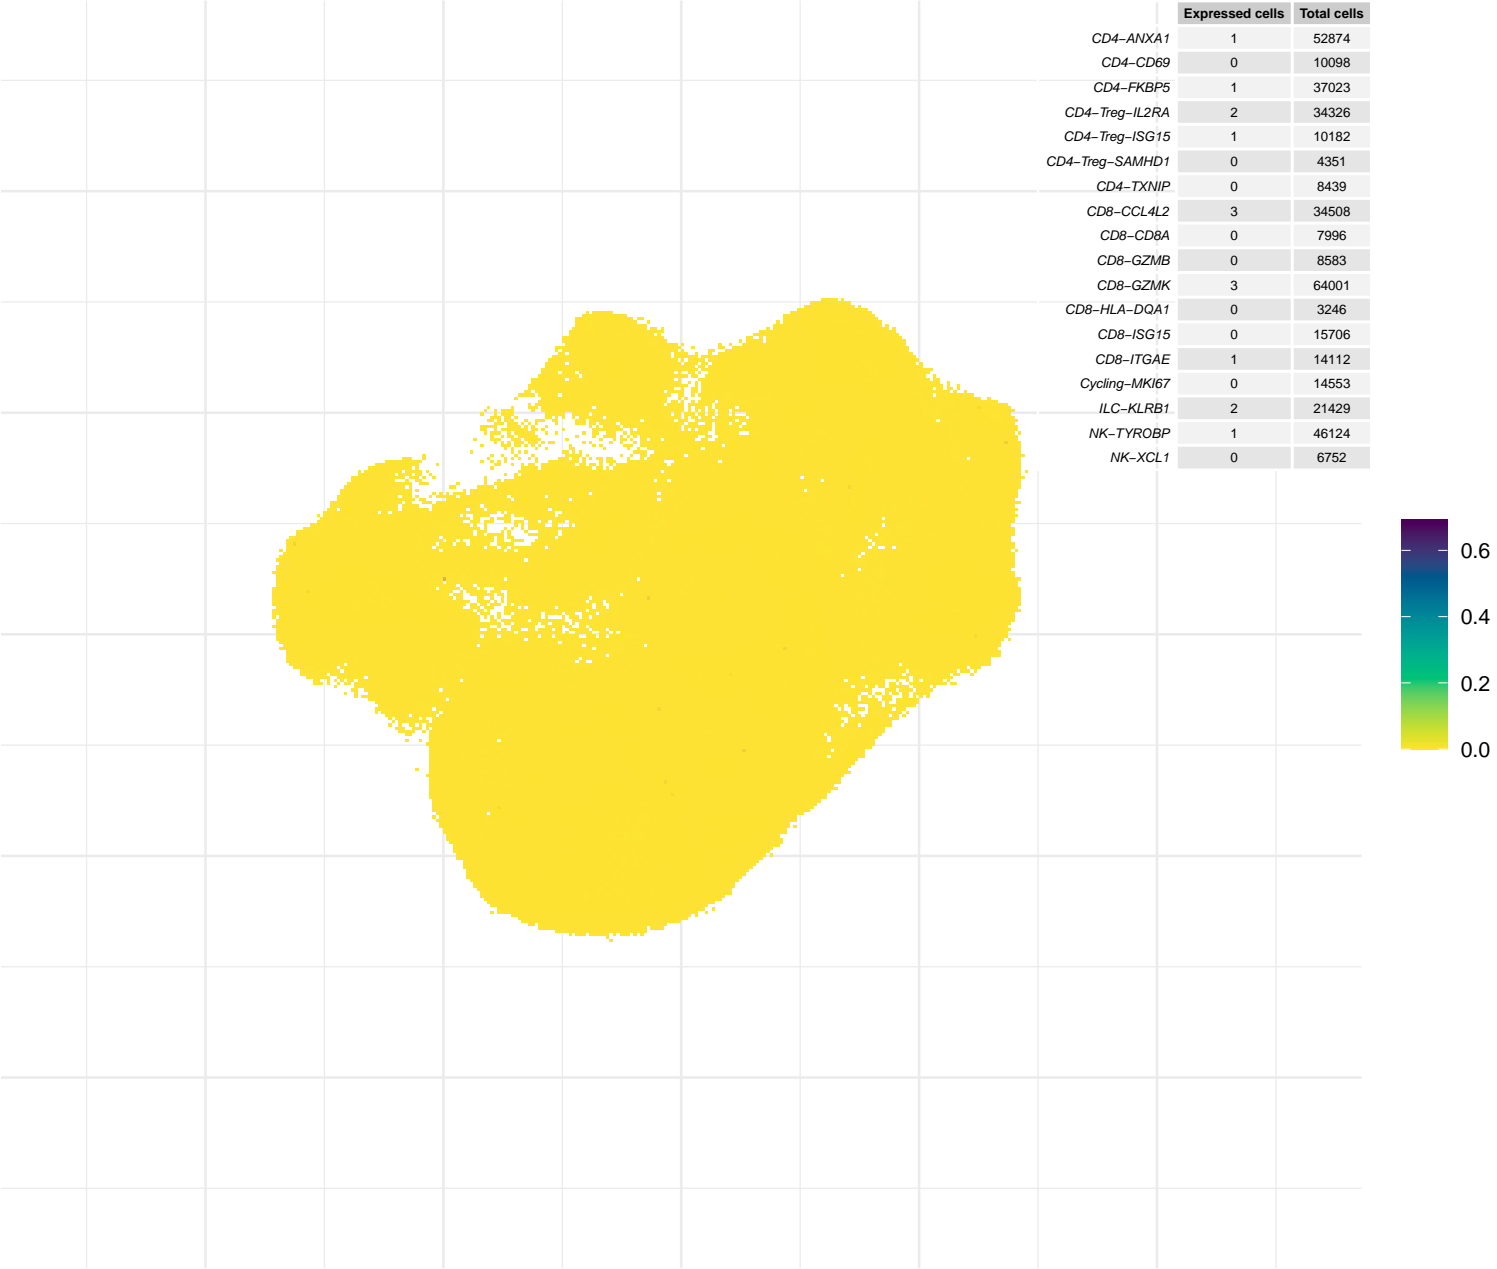 Expressed cells Total cells
CD4−ANXA1 1 52874
CD4−CD69 0 10098
CD4−FKBP5 1 37023
CD4−Treg−IL2RA 2 34326
CD4−Treg−ISG15 1 10182
CD4−Treg−SAMHD1 0 4351
CD4−TXNIP 0 8439
CD8−CCL4L2 3 34508
CD8−CD8A 0 7996
CD8−GZMB 0 8583
CD8−GZMK 3 64001
CD8−HLA−DQA1 0 3246
CD8−ISG15 0 15706
CD8−ITGAE 1 14112
Cycling−MKI67 0 14553
ILC−KLRB1 2 21429
NK−TYROBP 1 46124
NK−XCL1 0 6752
0.6
0.4
0.2
0.0